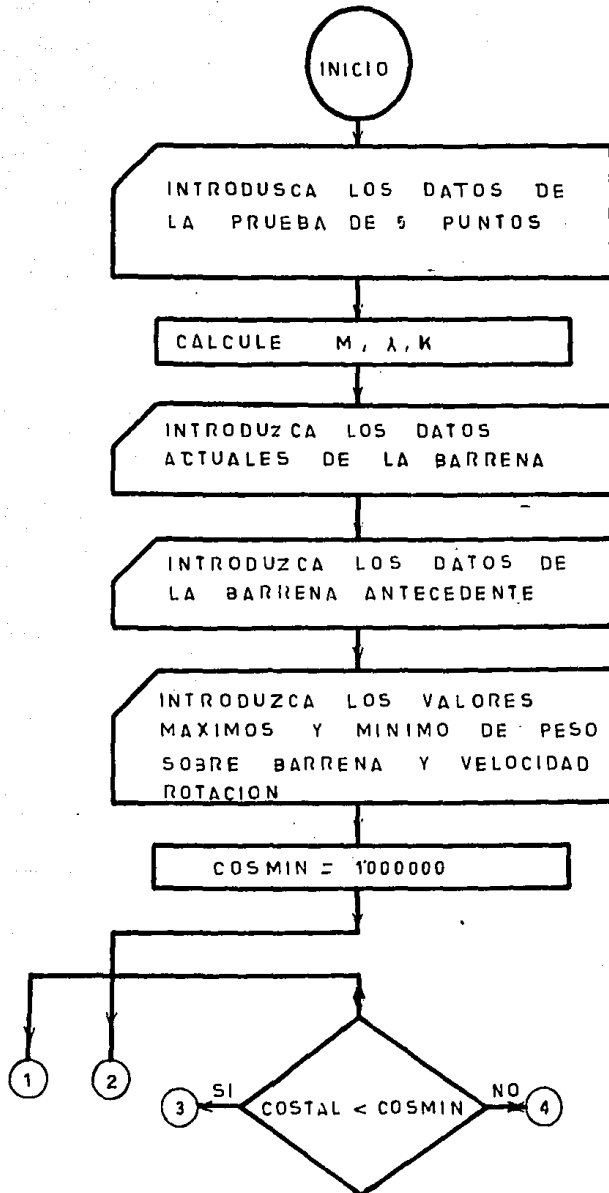 INICIO
INTRODUSCA LOS DATOS DE
LA PRUEBA DE 5 PUNTOS
CALCULE M, λ, K
INTRODUZCA LOS DATOS
ACTUALES DE LA BARRENA
INTRODUZCA LOS DATOS DE
LA BARRENA ANTECEDENTE
INTRODUZCA LOS VALORES
MAXIMOS Y MINIMO DE PESO
SOBRE BARRENA Y VELOCIDAD
ROTACION
COSMIN = 1'000000
1
2
3
SI
COSTAL < COSMIN
NO
4